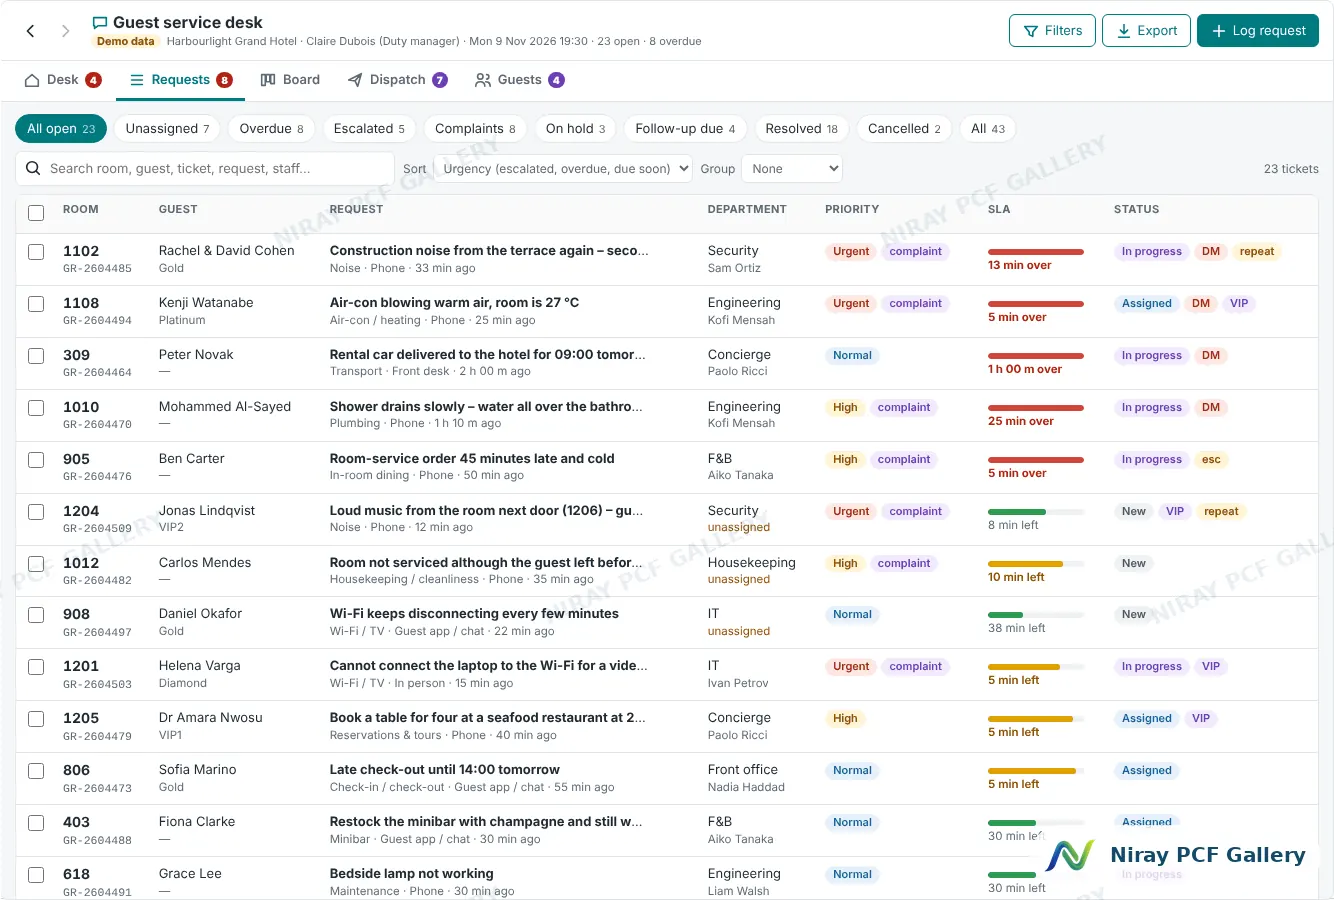 Guest service desk
Demo data Harbourlight Grand Hotel · Claire Dubois (Duty manager) · Mon 9 Nov 2026 19:30 · 23 open · 8 overdue
Filters
Export
Log request
Desk 4
Requests 8
Board
Dispatch 7
Guests 4
All open 23
Unassigned 7
Overdue 8
Escalated 5
Complaints 8
On hold 3
Follow-up due 4
Resolved 18
Cancelled 2
All 43
Search room, guest, ticket, request, staff...
Sort Urgency (escalated, overdue, due soon)
Group None
23 tickets
ROOM GUEST REQUEST DEPARTMENT PRIORITY SLA STATUS
1102 Rachel & David Cohen Construction noise from the terrace again – seco... Security Urgent complaint In progress DM repeat
GR-2604485 Gold Noise · Phone · 33 min ago Sam Ortiz 13 min over
1108 Kenji Watanabe Air-con blowing warm air, room is 27 °C Engineering Urgent complaint Assigned DM VIP
GR-2604494 Platinum Air-con / heating · Phone · 25 min ago Kofi Mensah 5 min over
309 Peter Novak Rental car delivered to the hotel for 09:00 tomor... Concierge Normal In progress DM
GR-2604464 — Transport · Front desk · 2 h 00 m ago Paolo Ricci 1 h 00 m over
1010 Mohammed Al-Sayed Shower drains slowly – water all over the bathro... Engineering High complaint In progress DM
GR-2604470 — Plumbing · Phone · 1 h 10 m ago Kofi Mensah 25 min over
905 Ben Carter Room-service order 45 minutes late and cold F&B High complaint In progress esc
GR-2604476 — In-room dining · Phone · 50 min ago Aiko Tanaka 5 min over
1204 Jonas Lindqvist Loud music from the room next door (1206) – gu... Security Urgent complaint New VIP repeat
GR-2604509 VIP2 Noise · Phone · 12 min ago unassigned 8 min left
1012 Carlos Mendes Room not serviced although the guest left befor... Housekeeping High complaint New
GR-2604482 — Housekeeping / cleanliness · Phone · 35 min ago unassigned 10 min left
908 Daniel Okafor Wi-Fi keeps disconnecting every few minutes IT Normal New
GR-2604497 Gold Wi-Fi / TV · Guest app / chat · 22 min ago unassigned 38 min left
1201 Helena Varga Cannot connect the laptop to the Wi-Fi for a vide... IT Urgent complaint In progress VIP
GR-2604503 Diamond Wi-Fi / TV · In person · 15 min ago Ivan Petrov 5 min left
1205 Dr Amara Nwosu Book a table for four at a seafood restaurant at 2... Concierge High Assigned VIP
GR-2604479 VIP1 Reservations & tours · Phone · 40 min ago Paolo Ricci 5 min left
806 Sofia Marino Late check-out until 14:00 tomorrow Front office Normal Assigned
GR-2604473 Gold Check-in / check-out · Guest app / chat · 55 min ago Nadia Haddad 5 min left
403 Fiona Clarke Restock the minibar with champagne and still w... F&B Normal Assigned
GR-2604488 — Minibar · Guest app / chat · 30 min ago Aiko Tanaka 30 min left
618 Grace Lee Bedside lamp not working Engineering Normal In progress
GR-2604491 — Maintenance · Phone · 30 min ago Liam Walsh 30 min left
Niray PCF Gallery
NIRAY PCF GALLERY
NIRAY PCF GALLERY
NIRAY PCF GALLERY